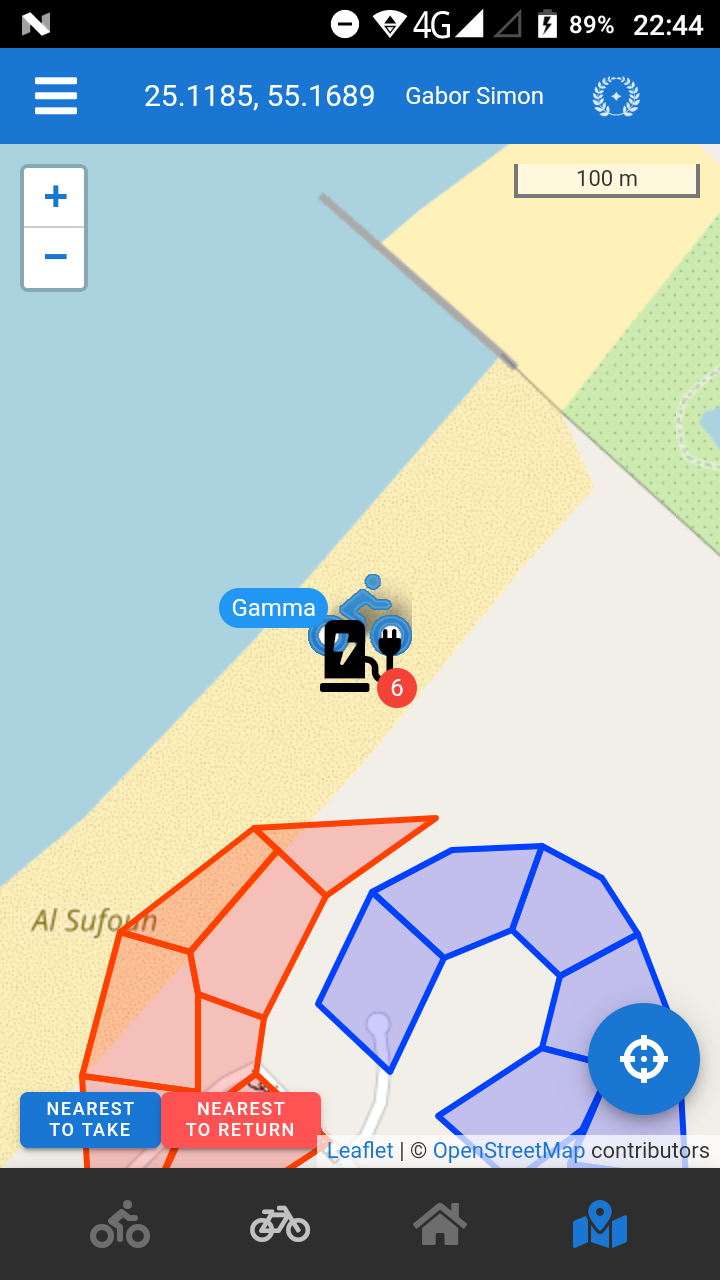 4G 89% 22:44
25.1185, 55.1689 Gabor Simon
+
100 m
−
Gamma
6
Al Sufouh
NEAREST
TO TAKE
NEAREST
TO RETURN
Leaflet | © OpenStreetMap contributors